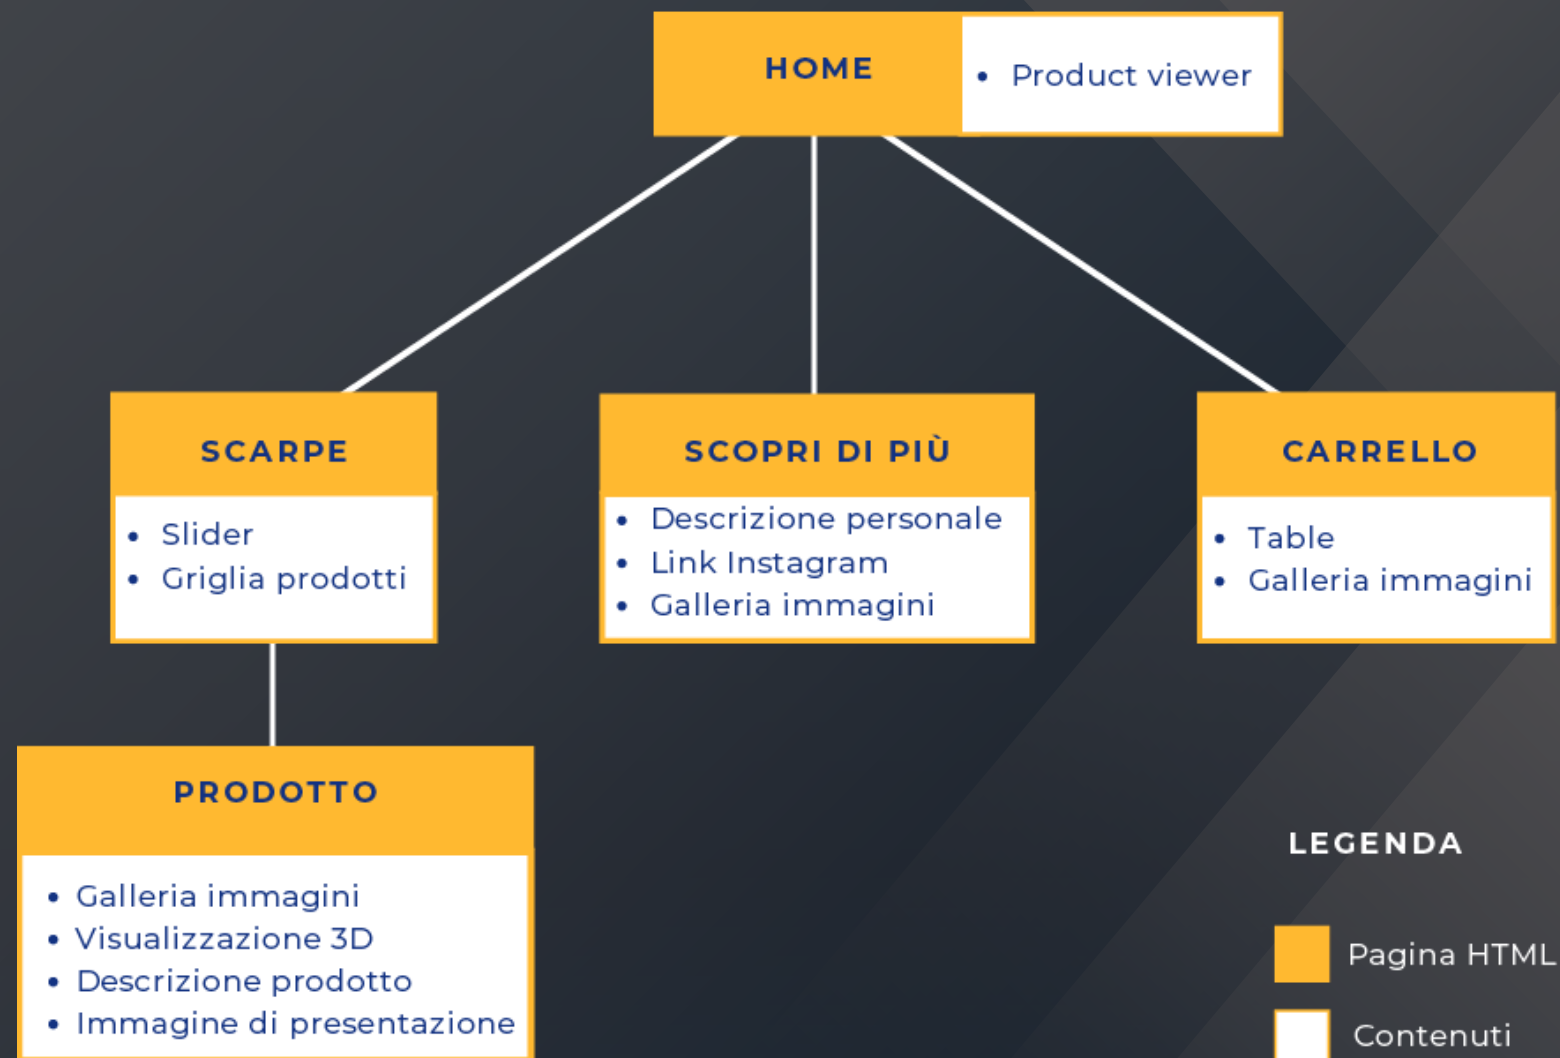 HOME
• Product viewer
SCARPE
• Slider
• Griglia prodotti
SCOPRI DI PIÙ
• Descrizione personale
• Link Instagram
• Galleria immagini
CARRELLO
• Table
• Galleria immagini
PRODOTTO
• Galleria immagini
• Visualizzazione 3D
• Descrizione prodotto
• Immagine di presentazione
LEGENDA
Pagina HTML
Contenuti